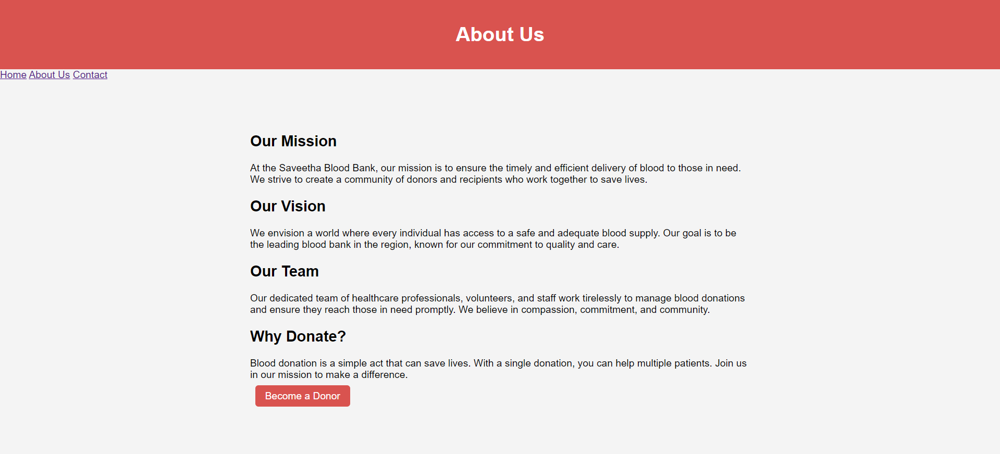 About Us
Home About Us Contact
Our Mission
At the Saveetha Blood Bank, our mission is to ensure the timely and efficient delivery of blood to those in need.
We strive to create a community of donors and recipients who work together to save lives.
Our Vision
We envision a world where every individual has access to a safe and adequate blood supply. Our goal is to be
the leading blood bank in the region, known for our commitment to quality and care.
Our Team
Our dedicated team of healthcare professionals, volunteers, and staff work tirelessly to manage blood donations
and ensure they reach those in need promptly. We believe in compassion, commitment, and community.
Why Donate?
Blood donation is a simple act that can save lives. With a single donation, you can help multiple patients. Join us
in our mission to make a difference.
Become a Donor